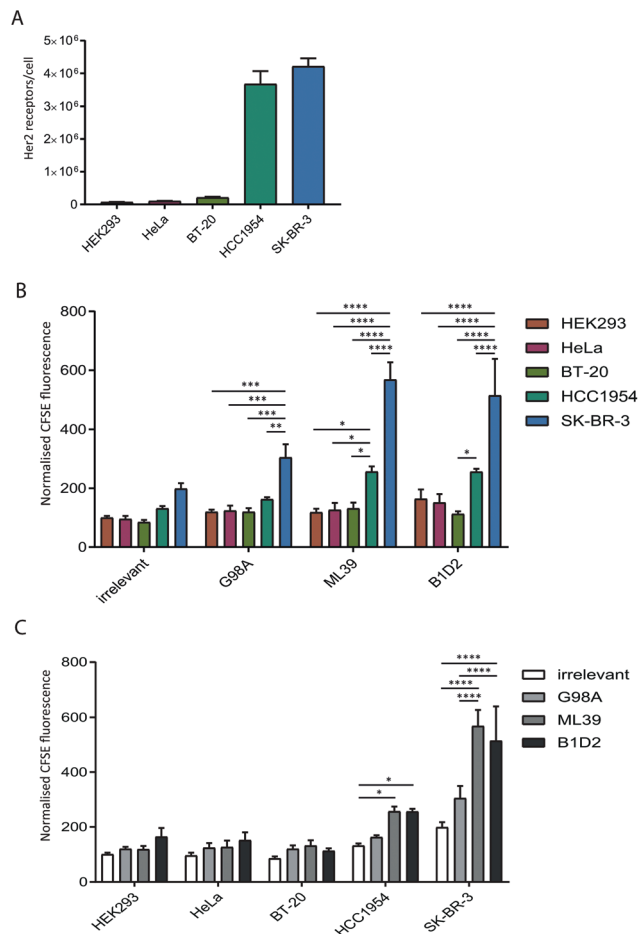 A
Her2 receptors/cell
5×10⁶
4×10⁶
3×10⁶
2×10⁶
1×10⁶
0
HEK293
HeLa
BT-20
HCC1954
SK-BR-3
B
Normalised CFSE fluorescence
800
600
400
200
0
***
***
***
**
****
****
****
****
*
*
*
****
****
****
****
*
irrelevant
G98A
ML39
B1D2
HEK293
HeLa
BT-20
HCC1954
SK-BR-3
C
Normalised CFSE fluorescence
800
600
400
200
0
*
*
****
****
****
****
HEK293
HeLa
BT-20
HCC1954
SK-BR-3
irrelevant
G98A
ML39
B1D2